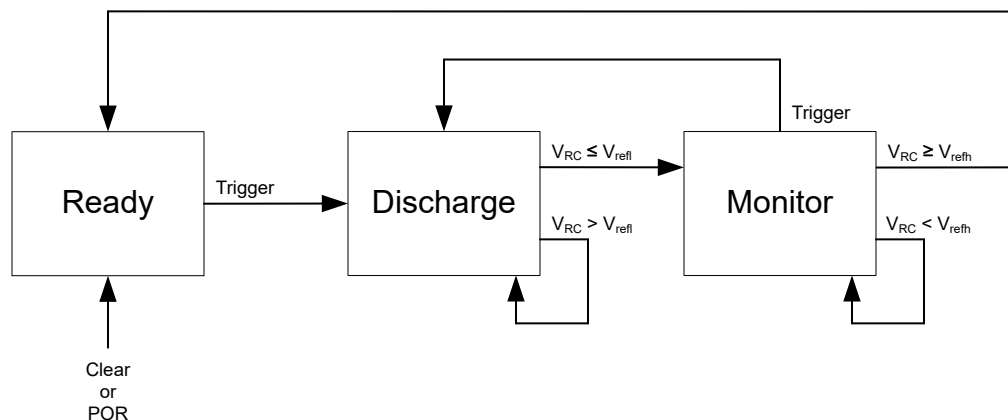 Trigger
V_RC ≤ V_refl
V_RC ≥ V_refh
Ready
Trigger
Discharge
Monitor
V_RC > V_refl
V_RC < V_refh
Clear
or
POR